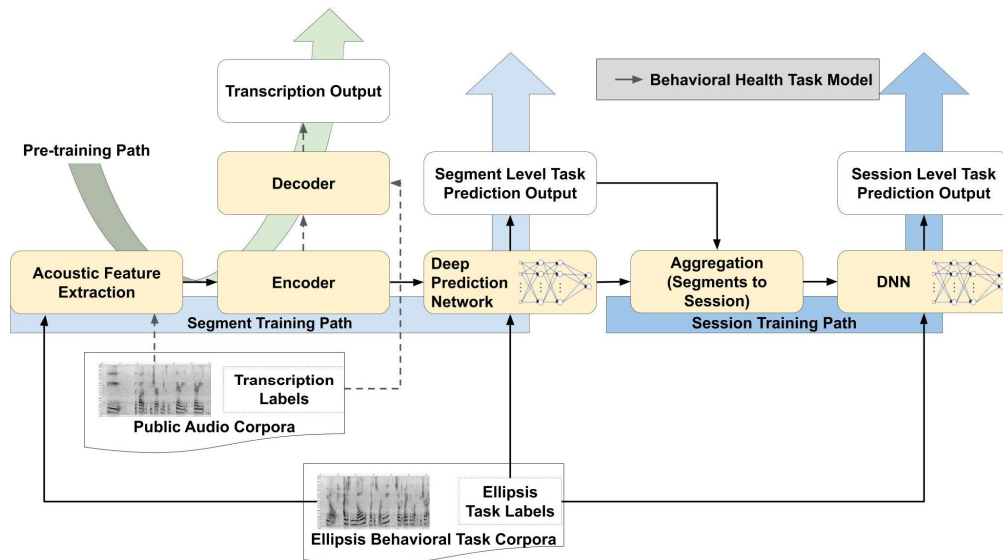 Transcription Output
Behavioral Health Task Model
Pre-training Path
Decoder
Segment Level Task
Prediction Output
Session Level Task
Prediction Output
Acoustic Feature
Extraction
Encoder
Deep
Prediction
Network
Aggregation
(Segments to
Session)
DNN
Segment Training Path
Session Training Path
Transcription
Labels
Public Audio Corpora
Ellipsis
Task Labels
Ellipsis Behavioral Task Corpora